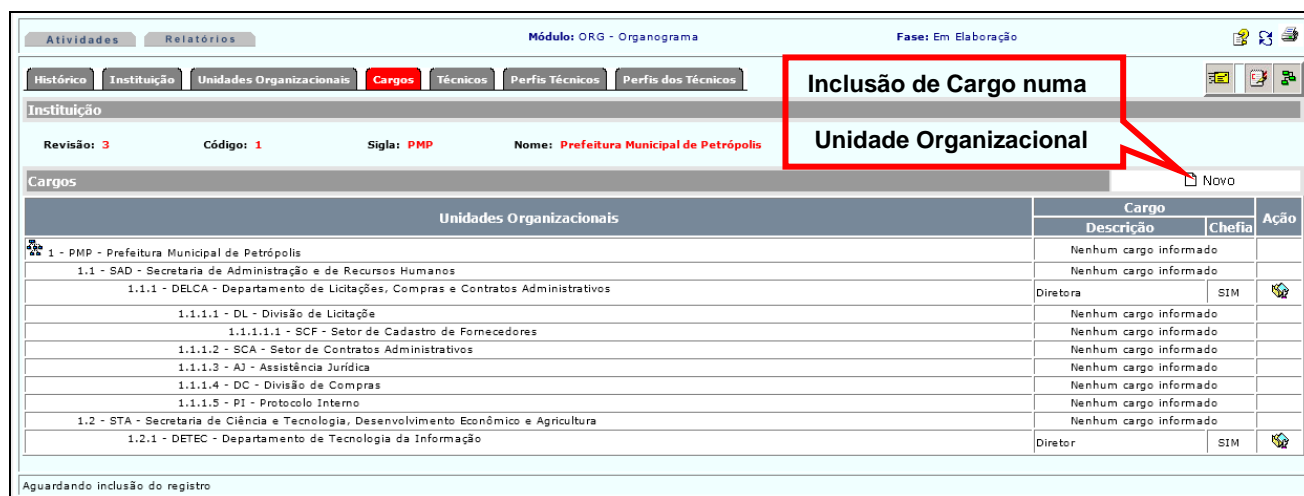 Atividades Relatórios Módulo: ORG - Organograma Fase: Em Elaboração
Histórico Instituição Unidades Organizacionais Cargos Técnicos Perfis Técnicos Perfis dos Técnicos
Inclusão de Cargo numa
Unidade Organizacional
Instituição
Revisão: 3 Código: 1 Sigla: PMP Nome: Prefeitura Municipal de Petrópolis
Cargos Novo
Unidades Organizacionais Cargo Ação
Descrição Chefia
1 - PMP - Prefeitura Municipal de Petrópolis Nenhum cargo informado
1.1 - SAD - Secretaria de Administração e de Recursos Humanos Nenhum cargo informado
1.1.1 - DELCA - Departamento de Licitações, Compras e Contratos Administrativos Diretora SIM
1.1.1.1 - DL - Divisão de Licitaçõe Nenhum cargo informado
1.1.1.1.1 - SCF - Setor de Cadastro de Fornecedores Nenhum cargo informado
1.1.1.2 - SCA - Setor de Contratos Administrativos Nenhum cargo informado
1.1.1.3 - AJ - Assistência Jurídica Nenhum cargo informado
1.1.1.4 - DC - Divisão de Compras Nenhum cargo informado
1.1.1.5 - PI - Protocolo Interno Nenhum cargo informado
1.2 - STA - Secretaria de Ciência e Tecnologia, Desenvolvimento Econômico e Agricultura Nenhum cargo informado
1.2.1 - DETEC - Departamento de Tecnologia da Informação Diretor SIM
Aguardando inclusão do registro